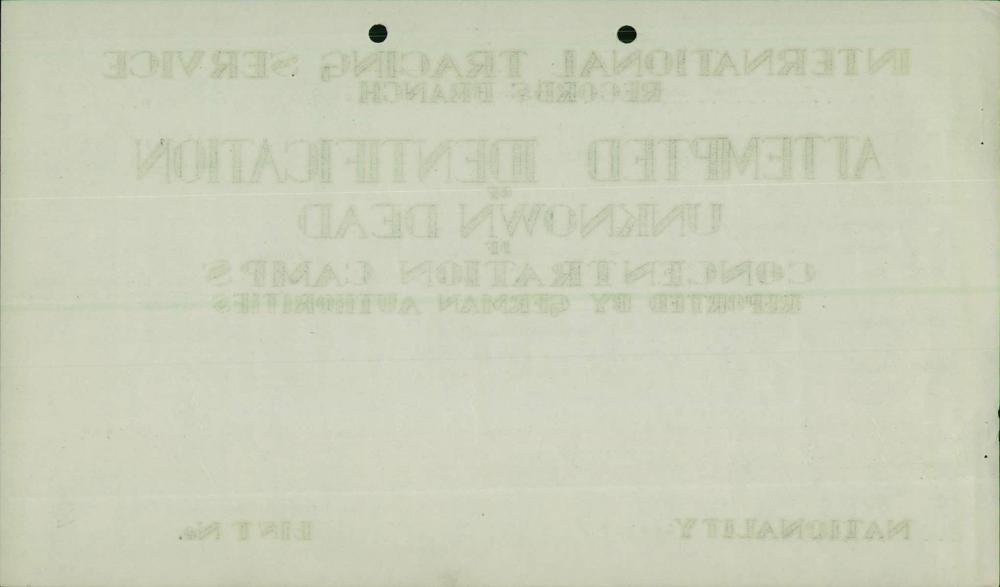 INTERNATIONAL TRACING SERVICE
RECORDS BRANCH
ATTEMPTED IDENTIFICATION
OF
UNKNOWN DEAD
OF
CONCENTRATION CAMPS
REPORTED BY GERMAN AUTHORITIES
NATIONALITY LIST No.